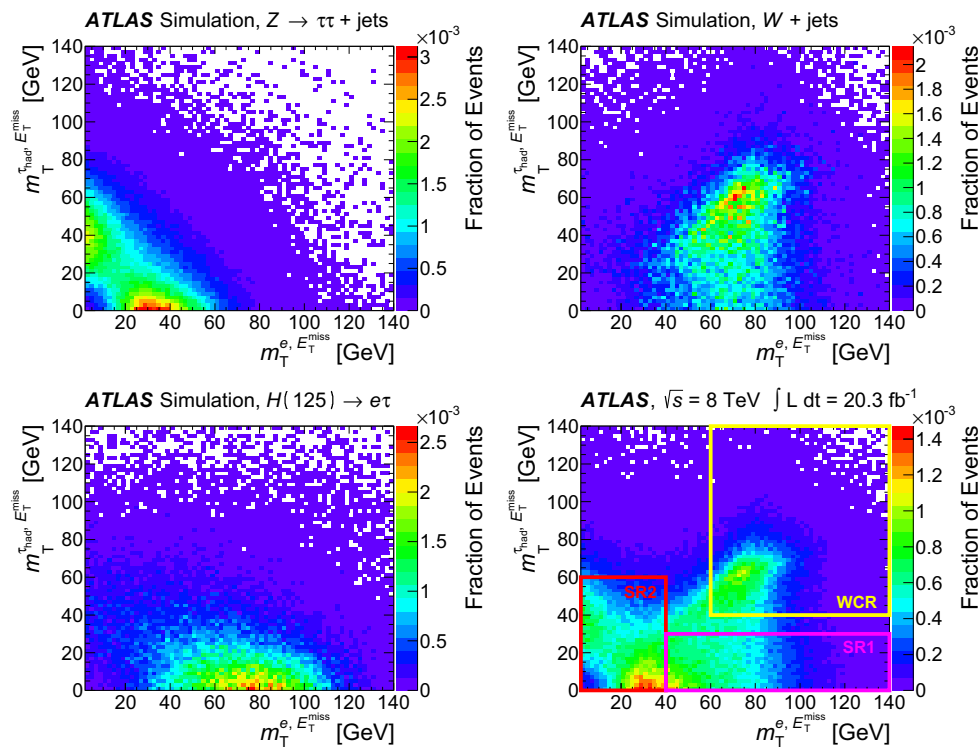 ATLAS Simulation, Z → ττ + jets
×10⁻³
m_T^{τ_had, E_T^miss} [GeV]
140
120
100
80
60
40
20
0
20 40 60 80 100 120 140
m_T^{e, E_T^miss} [GeV]
3
2.5
2
1.5
1
0.5
0
Fraction of Events
ATLAS Simulation, W + jets
×10⁻³
m_T^{τ_had, E_T^miss} [GeV]
140
120
100
80
60
40
20
0
20 40 60 80 100 120 140
m_T^{e, E_T^miss} [GeV]
2
1.8
1.6
1.4
1.2
1
0.8
0.6
0.4
0.2
0
Fraction of Events
ATLAS Simulation, H(125) → eτ
×10⁻³
m_T^{τ_had, E_T^miss} [GeV]
140
120
100
80
60
40
20
0
20 40 60 80 100 120 140
m_T^{e, E_T^miss} [GeV]
2.5
2
1.5
1
0.5
0
Fraction of Events
ATLAS, √s = 8 TeV ∫ L dt = 20.3 fb⁻¹
×10⁻³
m_T^{τ_had, E_T^miss} [GeV]
140
120
100
80
60
40
20
0
SR2
WCR
SR1
20 40 60 80 100 120 140
m_T^{e, E_T^miss} [GeV]
1.4
1.2
1
0.8
0.6
0.4
0.2
0
Fraction of Events